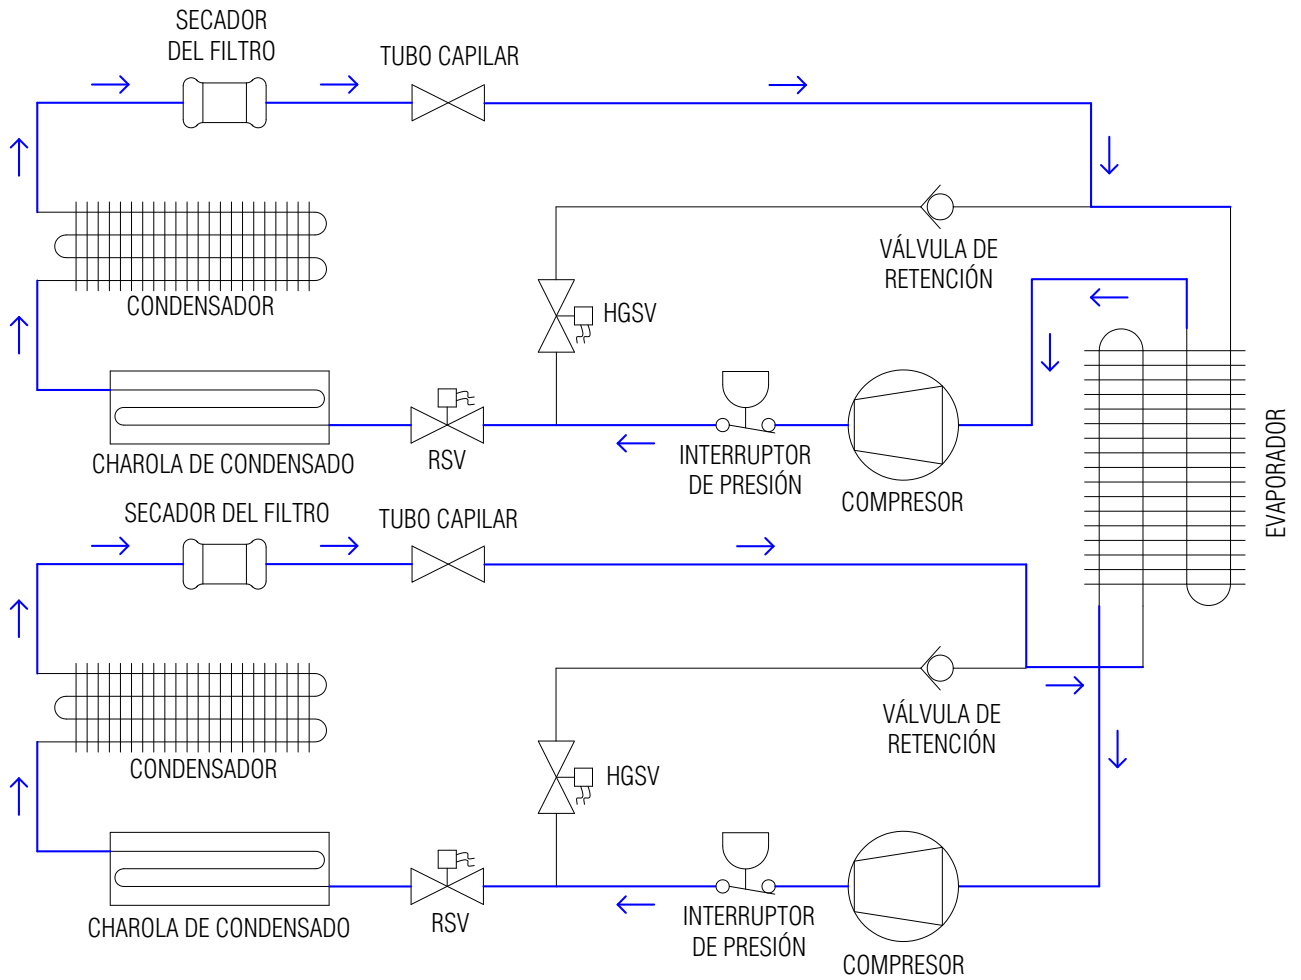 SECADOR
DEL FILTRO
TUBO CAPILAR
VÁLVULA DE
RETENCIÓN
CONDENSADOR
HGSV
CHAROLA DE CONDENSADO
RSV
INTERRUPTOR
DE PRESIÓN
COMPRESOR
EVAPORADOR
SECADOR DEL FILTRO
TUBO CAPILAR
VÁLVULA DE
RETENCIÓN
CONDENSADOR
HGSV
CHAROLA DE CONDENSADO
RSV
INTERRUPTOR
DE PRESIÓN
COMPRESOR